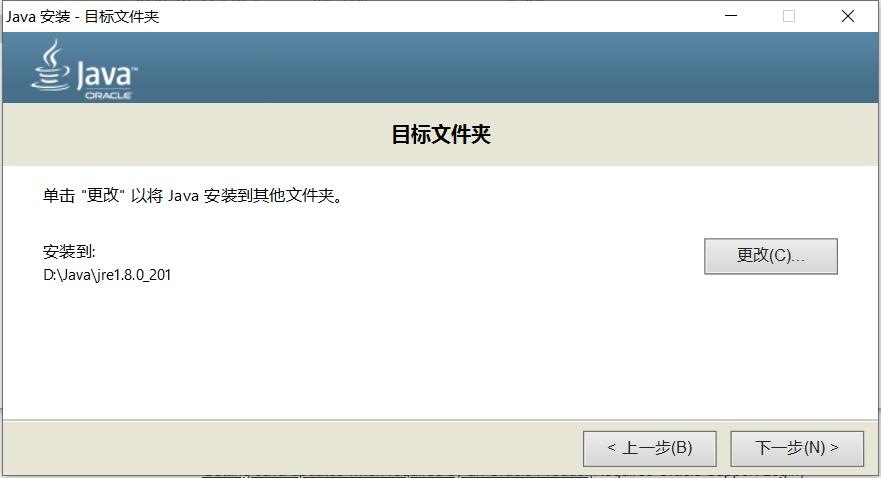 Java 安装 - 目标文件夹
Java™
ORACLE
目标文件夹
单击 "更改" 以将 Java 安装到其他文件夹。
安装到:
更改(C)...
D:\Java\jre1.8.0_201
< 上一步(B)
下一步(N) >